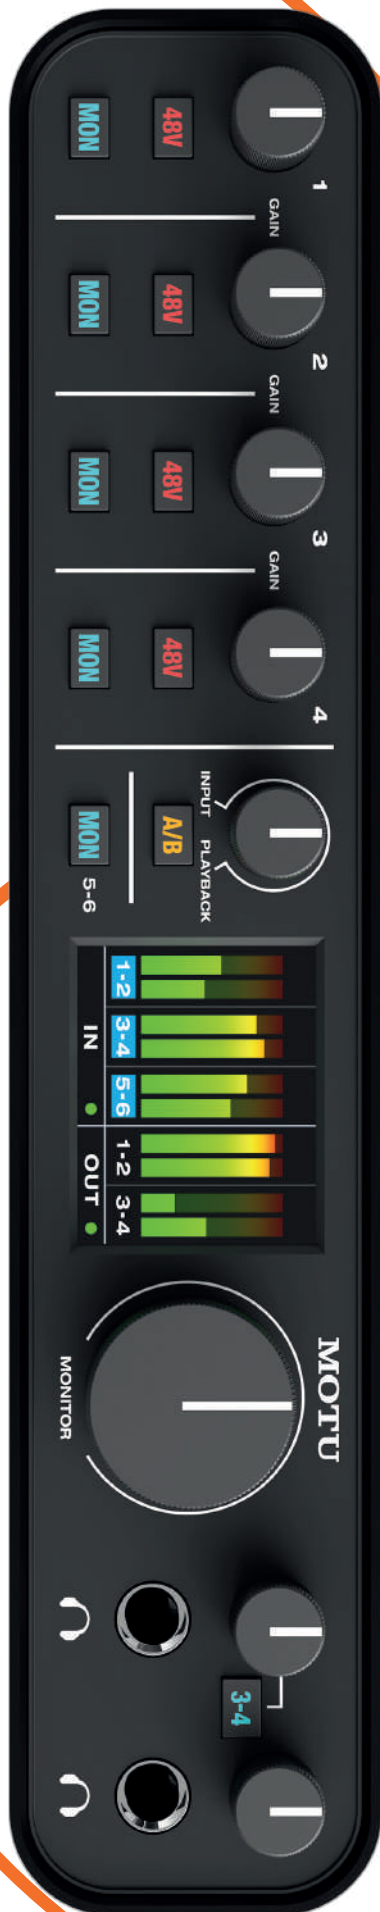 1
GAIN
48V
MON
2
GAIN
48V
MON
3
GAIN
48V
MON
4
48V
MON
INPUT
PLAYBACK
A/B
MON
5-6
1-2
3-4
5-6
1-2
3-4
IN
OUT
MOTU
MONITOR
3-4